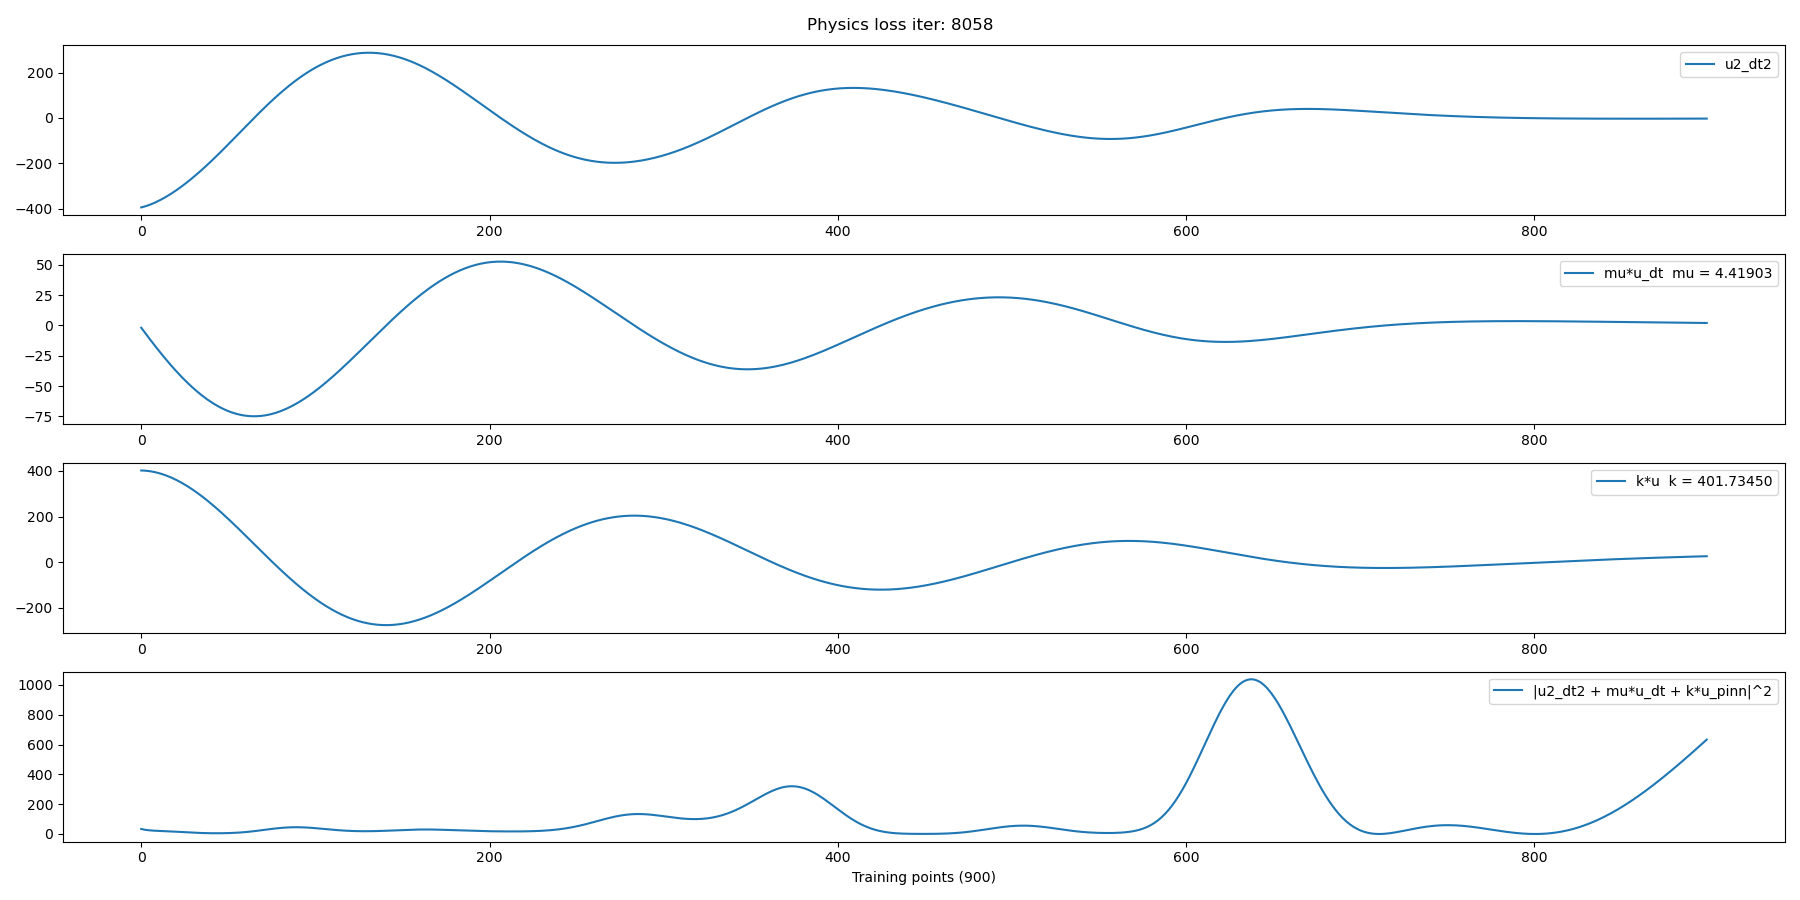 Physics loss iter: 8058
u2_dt2
200
0
−200
−400
0 200 400 600 800
mu*u_dt mu = 4.41903
50
25
0
−25
−50
−75
0 200 400 600 800
k*u k = 401.73450
400
200
0
−200
0 200 400 600 800
|u2_dt2 + mu*u_dt + k*u_pinn|^2
1000
800
600
400
200
0
0 200 400 600 800
Training points (900)